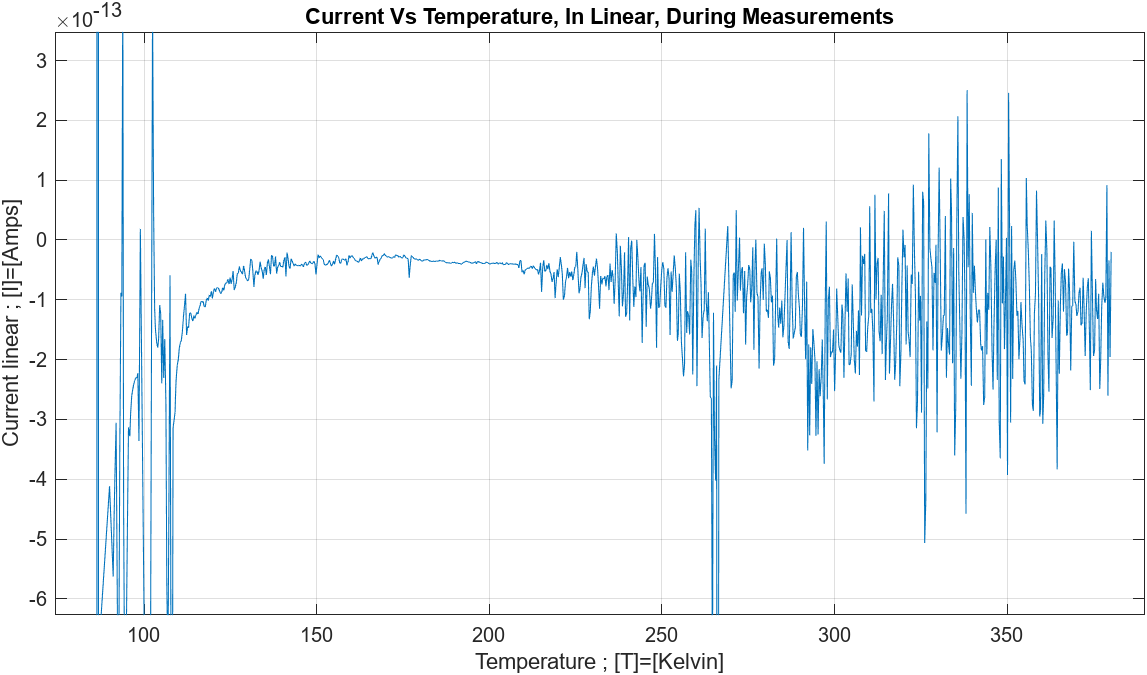 ×10-13
Current Vs Temperature, In Linear, During Measurements
3
2
1
0
-1
-2
-3
-4
-5
-6
Current linear ; [I]=[Amps]
100 150 200 250 300 350
Temperature ; [T]=[Kelvin]